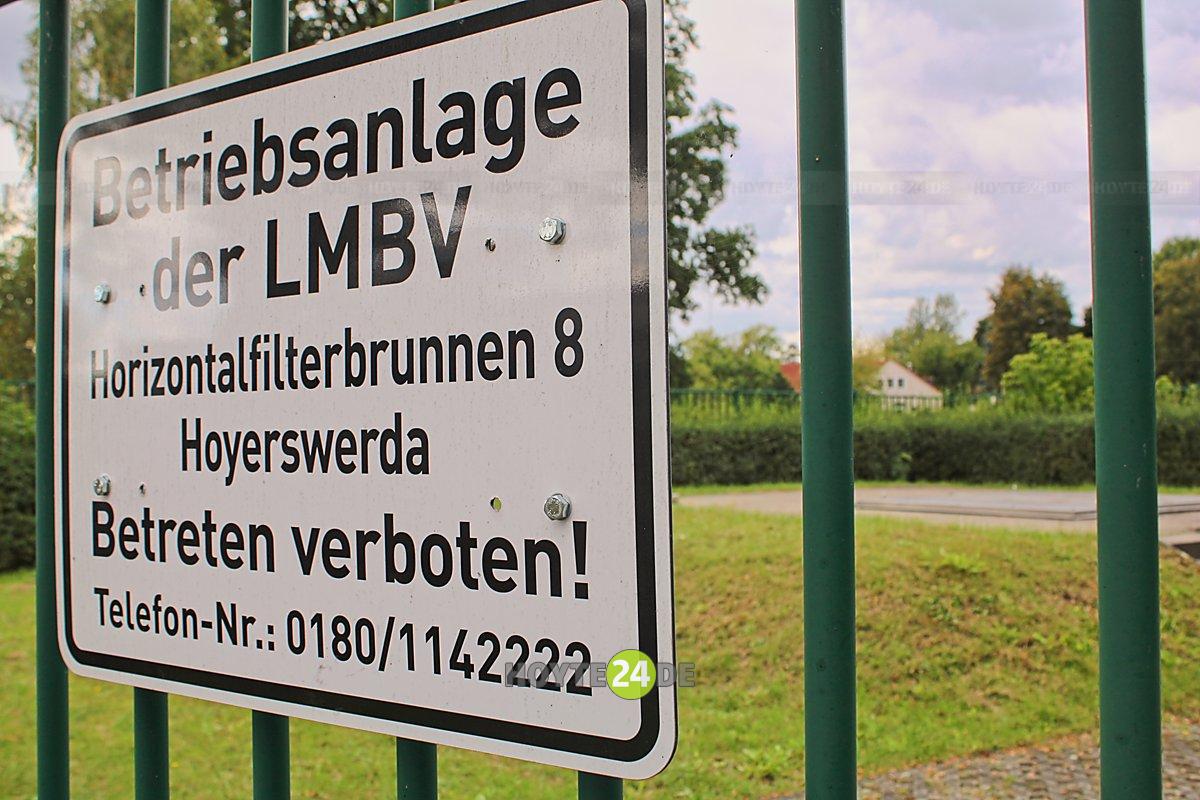 Betriebsanlage
der LMBV
Horizontalfilterbrunnen 8
Hoyerswerda
Betreten verboten!
Telefon-Nr.: 0180/1142222
HOYTE24.DE